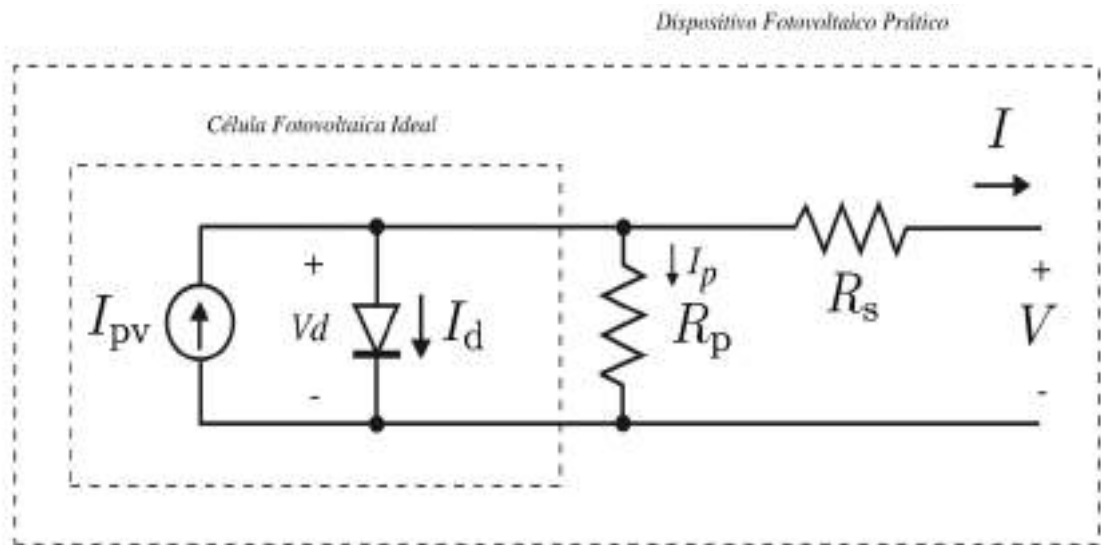 Dispositivo Fotovoltaico Prático
Célula Fotovoltaica Ideal
I
+ I_p +
I_pv Vd I_d R_p R_s V
- -